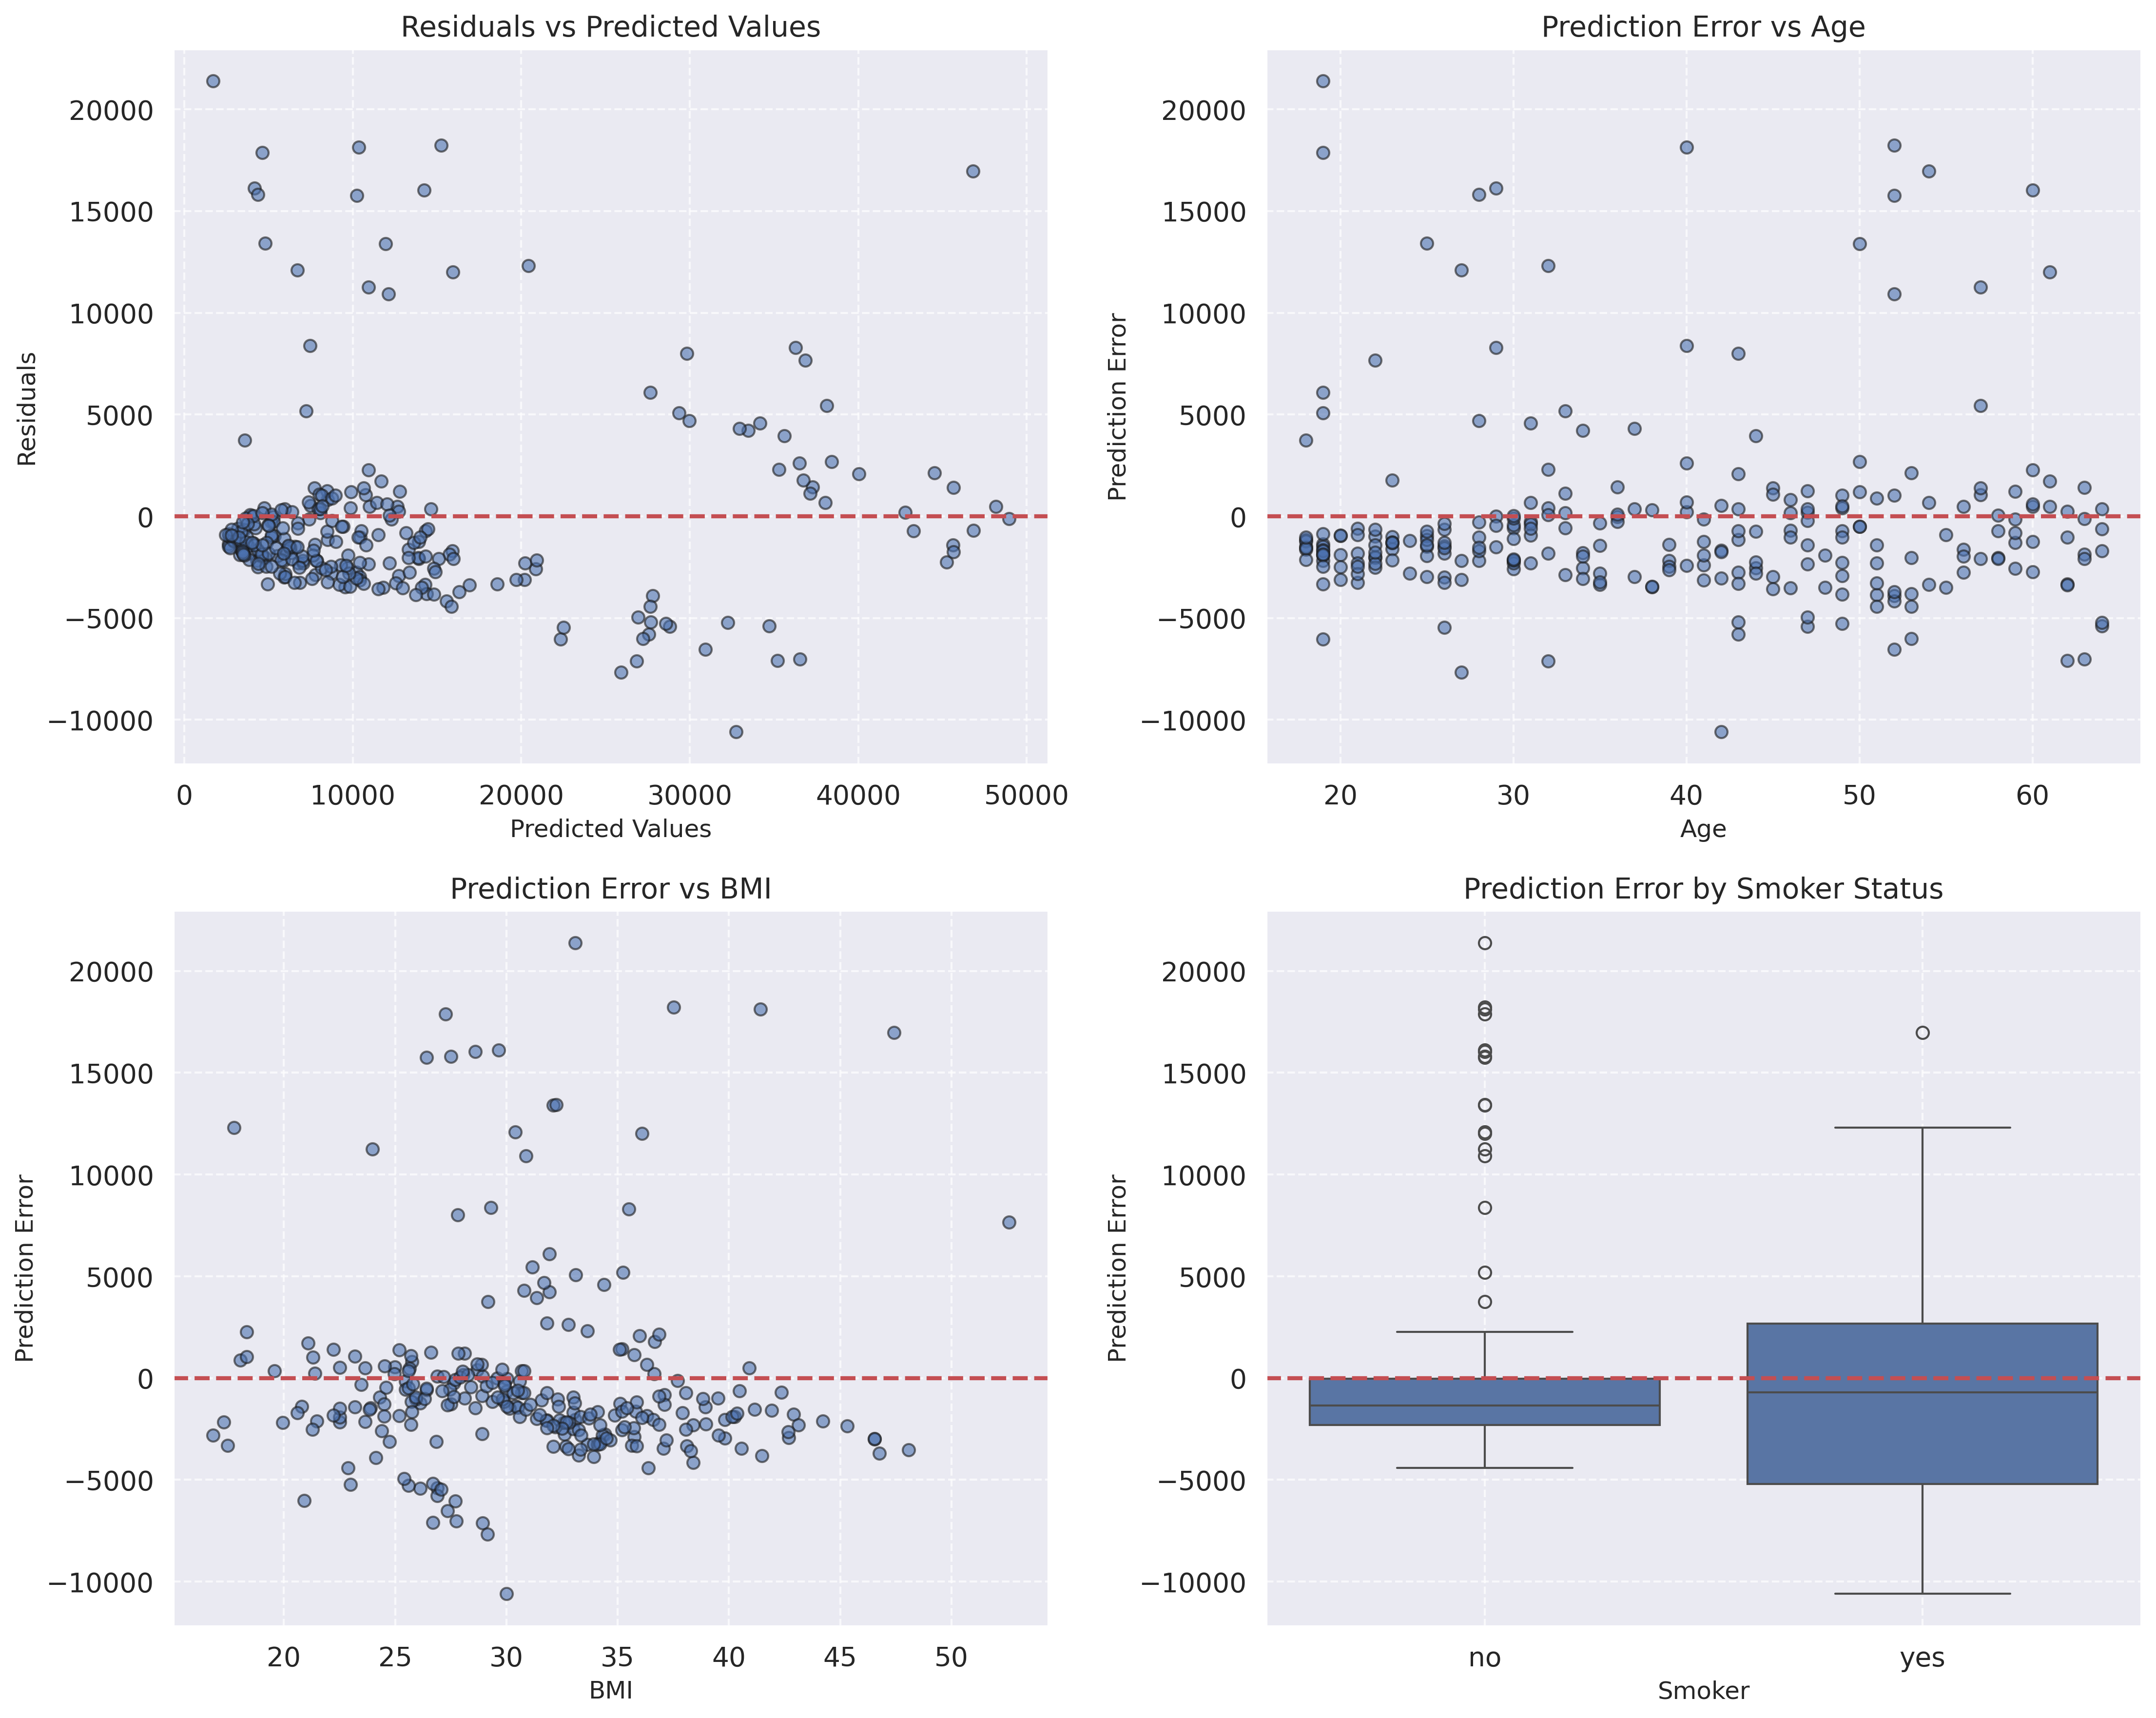 Residuals vs Predicted Values
Residuals
20000
15000
10000
5000
0
−5000
−10000
0 10000 20000 30000 40000 50000
Predicted Values
Prediction Error vs Age
Prediction Error
20000
15000
10000
5000
0
−5000
−10000
20 30 40 50 60
Age
Prediction Error vs BMI
Prediction Error
20000
15000
10000
5000
0
−5000
−10000
20 25 30 35 40 45 50
BMI
Prediction Error by Smoker Status
Prediction Error
20000
15000
10000
5000
0
−5000
−10000
no yes
Smoker